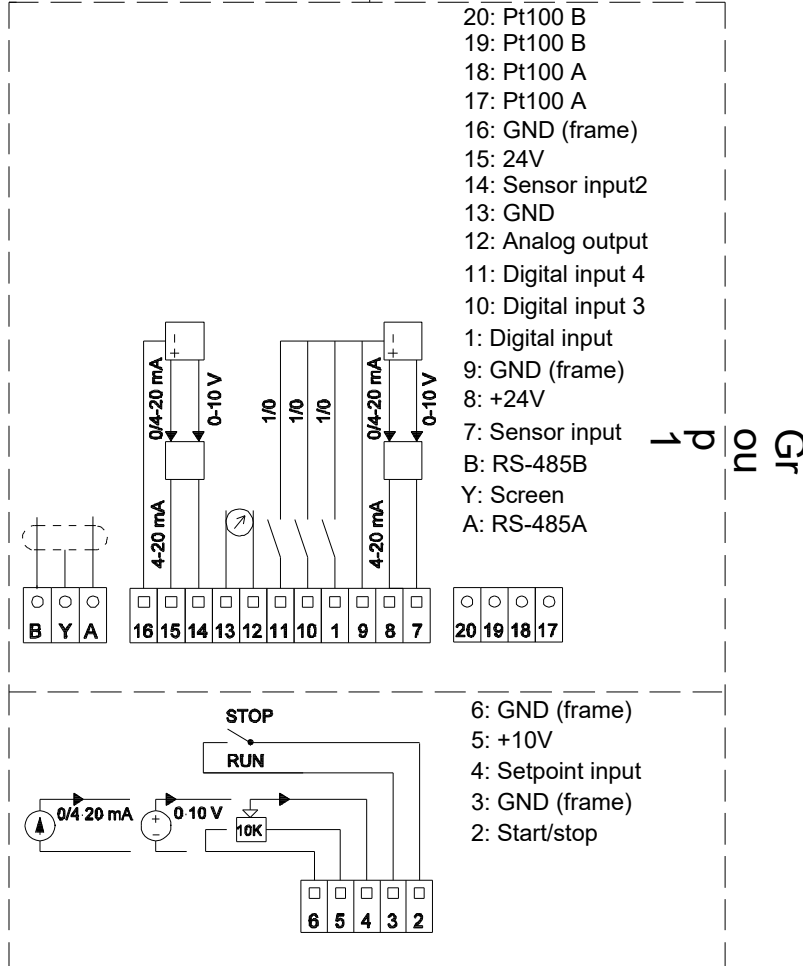 20: Pt100 B
19: Pt100 B
18: Pt100 A
17: Pt100 A
16: GND (frame)
15: 24V
14: Sensor input2
13: GND
12: Analog output
11: Digital input 4
10: Digital input 3
1: Digital input
9: GND (frame)
8: +24V
7: Sensor input
B: RS-485B
Y: Screen
A: RS-485A
Gr
ou
p
1
- +
0/4-20 mA
0-10 V
4-20 mA
1/0
1/0
1/0
- +
0/4-20 mA
0-10 V
4-20 mA
B Y A
16 15 14 13 12 11 10 1 9 8 7
20 19 18 17
6: GND (frame)
5: +10V
4: Setpoint input
3: GND (frame)
2: Start/stop
STOP
RUN
0/4-20 mA
+ -
0-10 V
10K
6 5 4 3 2